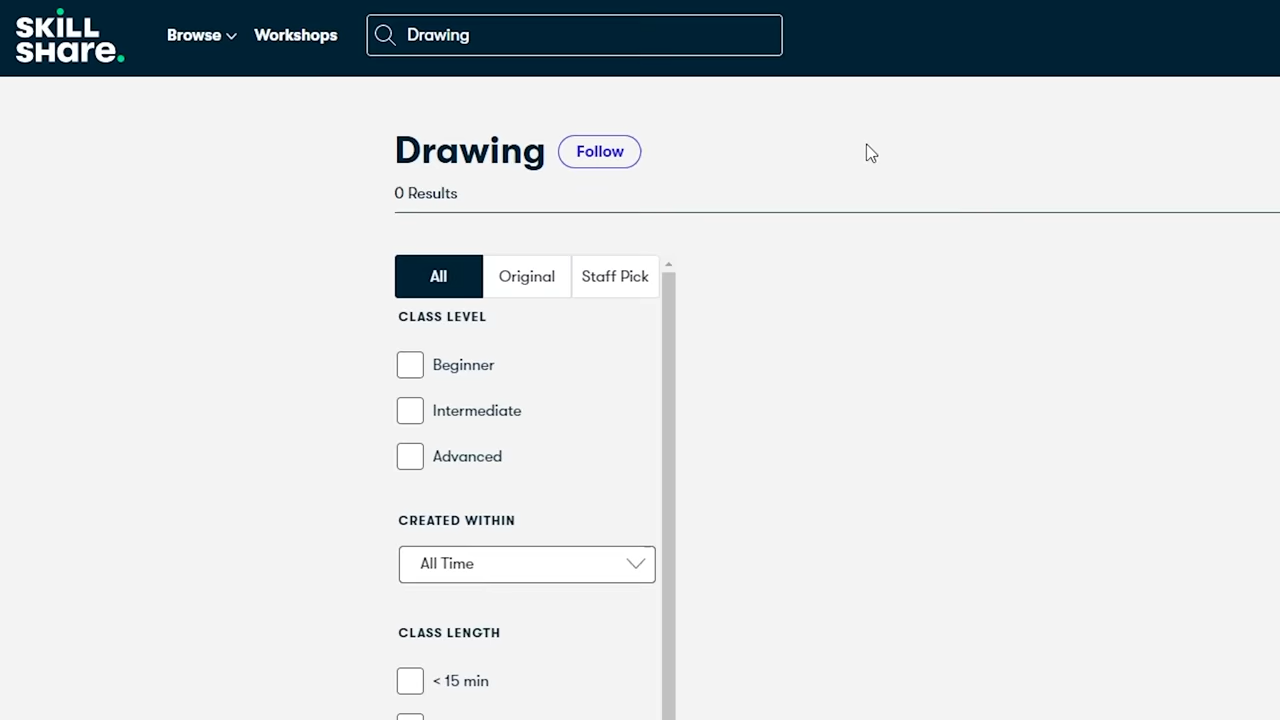 SKILL
SHare.
Browse
Workshops
Drawing
Drawing
Follow
0 Results
All
Original
Staff Pick
CLASS LEVEL
Beginner
Intermediate
Advanced
CREATED WITHIN
All Time
CLASS LENGTH
< 15 min